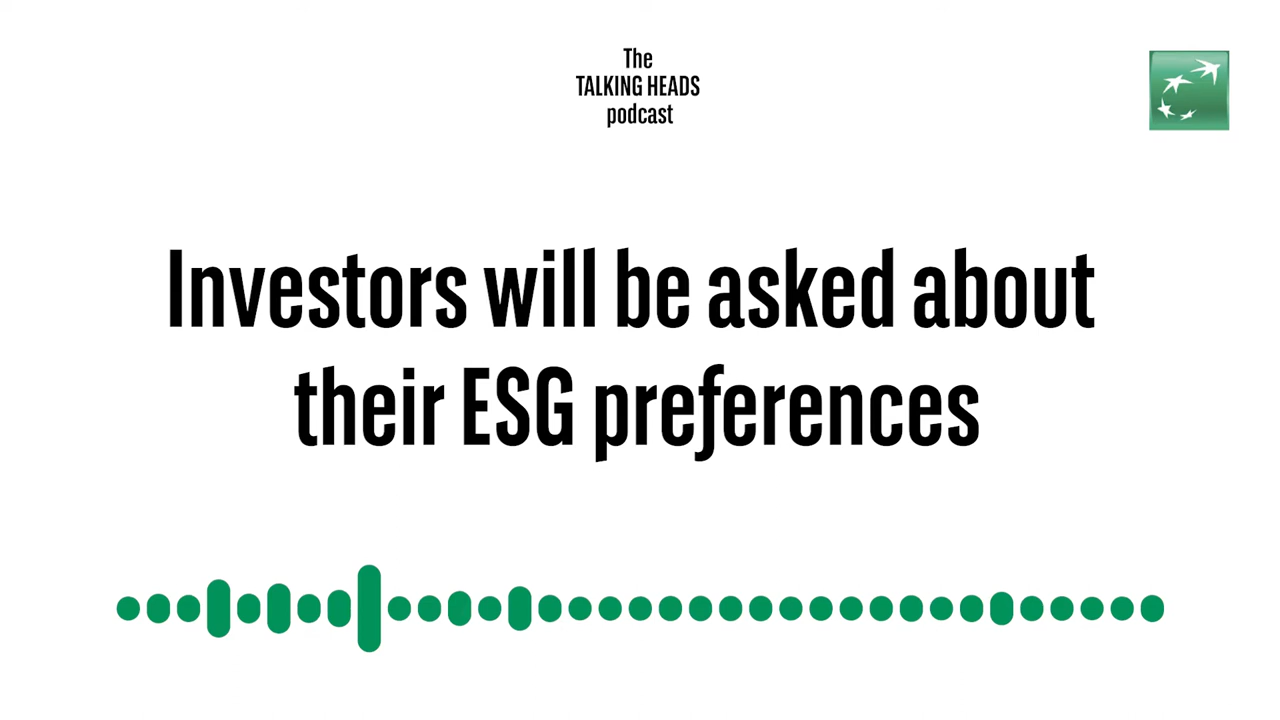 The
TALKING HEADS
podcast
Investors will be asked about
their ESG preferences